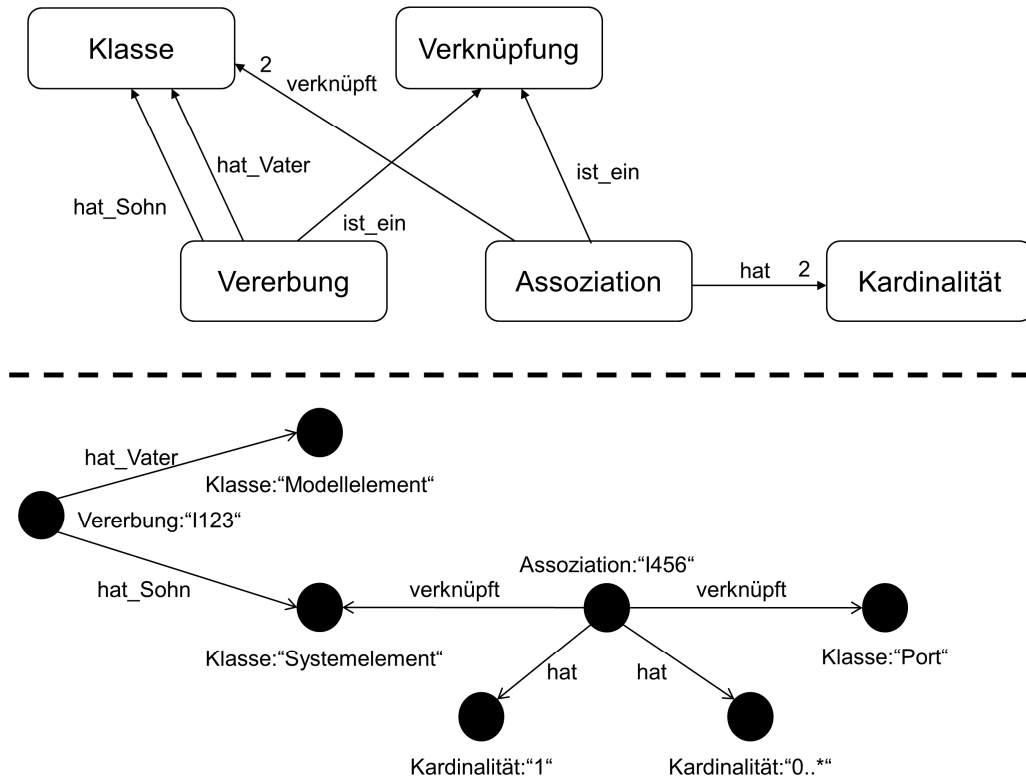 Klasse
Verknüpfung
2
verknüpft
hat_Vater
hat_Sohn
ist_ein
ist_ein
Vererbung
Assoziation
hat
2
Kardinalität
hat_Vater
Klasse:“Modellelement“
Vererbung:“I123“
hat_Sohn
Assoziation:“I456“
verknüpft
verknüpft
Klasse:“Systemelement“
Klasse:“Port“
hat
hat
Kardinalität:“1“
Kardinalität:“0..*“